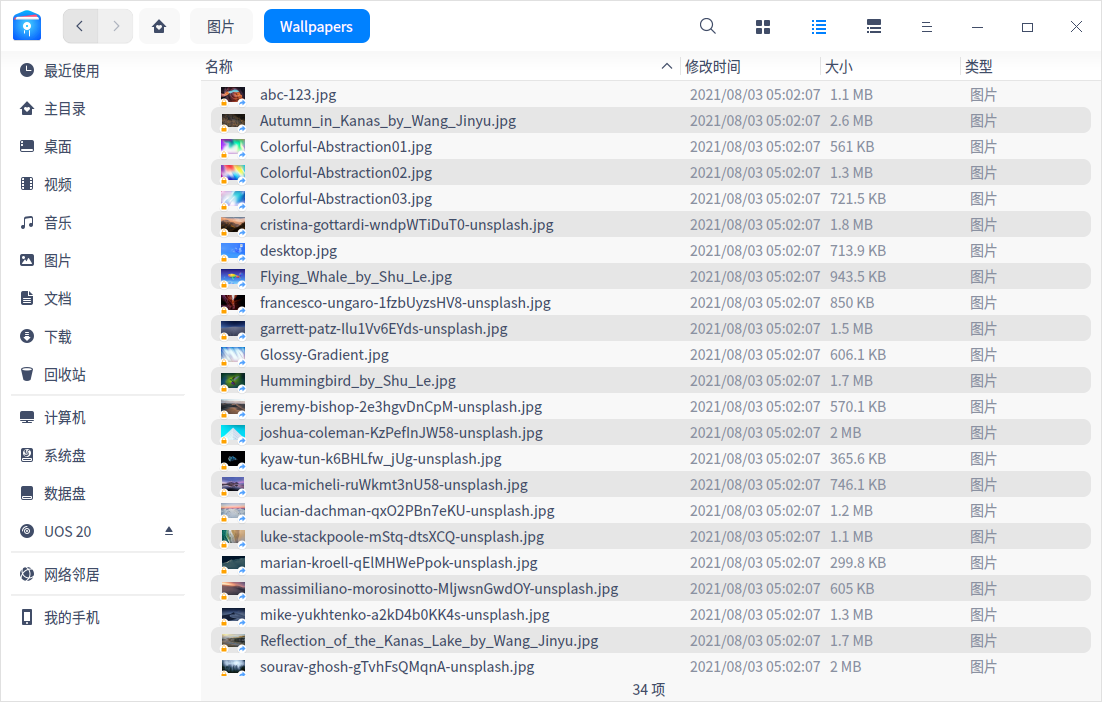 图片
Wallpapers
最近使用
主目录
桌面
视频
音乐
图片
文档
下载
回收站
计算机
系统盘
数据盘
UOS 20
网络邻居
我的手机
名称 修改时间 大小 类型
abc-123.jpg 2021/08/03 05:02:07 1.1 MB 图片
Autumn_in_Kanas_by_Wang_Jinyu.jpg 2021/08/03 05:02:07 2.6 MB 图片
Colorful-Abstraction01.jpg 2021/08/03 05:02:07 561 KB 图片
Colorful-Abstraction02.jpg 2021/08/03 05:02:07 1.3 MB 图片
Colorful-Abstraction03.jpg 2021/08/03 05:02:07 721.5 KB 图片
cristina-gottardi-wndpWTiDuT0-unsplash.jpg 2021/08/03 05:02:07 1.8 MB 图片
desktop.jpg 2021/08/03 05:02:07 713.9 KB 图片
Flying_Whale_by_Shu_Le.jpg 2021/08/03 05:02:07 943.5 KB 图片
francesco-ungaro-1fzbUyzsHV8-unsplash.jpg 2021/08/03 05:02:07 850 KB 图片
garrett-patz-Ilu1Vv6EYds-unsplash.jpg 2021/08/03 05:02:07 1.5 MB 图片
Glossy-Gradient.jpg 2021/08/03 05:02:07 606.1 KB 图片
Hummingbird_by_Shu_Le.jpg 2021/08/03 05:02:07 1.7 MB 图片
jeremy-bishop-2e3hgvDnCpM-unsplash.jpg 2021/08/03 05:02:07 570.1 KB 图片
joshua-coleman-KzPefInJW58-unsplash.jpg 2021/08/03 05:02:07 2 MB 图片
kyaw-tun-k6BHLfw_jUg-unsplash.jpg 2021/08/03 05:02:07 365.6 KB 图片
luca-micheli-ruWkmt3nU58-unsplash.jpg 2021/08/03 05:02:07 746.1 KB 图片
lucian-dachman-qxO2PBn7eKU-unsplash.jpg 2021/08/03 05:02:07 1.2 MB 图片
luke-stackpoole-mStq-dtsXCQ-unsplash.jpg 2021/08/03 05:02:07 1.1 MB 图片
marian-kroell-qElMHWePpok-unsplash.jpg 2021/08/03 05:02:07 299.8 KB 图片
massimiliano-morosinotto-MljwsnGwdOY-unsplash.jpg 2021/08/03 05:02:07 605 KB 图片
mike-yukhtenko-a2kD4b0KK4s-unsplash.jpg 2021/08/03 05:02:07 1.3 MB 图片
Reflection_of_the_Kanas_Lake_by_Wang_Jinyu.jpg 2021/08/03 05:02:07 1.7 MB 图片
sourav-ghosh-gTvhFsQMqnA-unsplash.jpg 2021/08/03 05:02:07 2 MB 图片
34 项